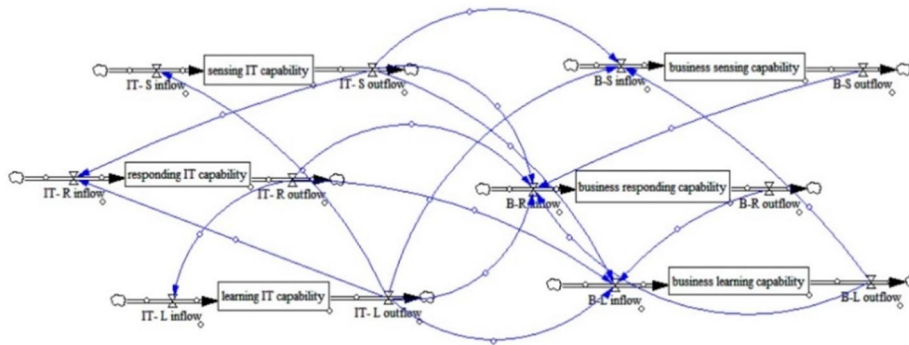 sensing IT capability
business sensing capability
IT- S inflow
IT- S outflow
B-S inflow
B-S outflow
responding IT capability
business responding capability
IT- R inflow
IT- R outflow
B-R inflow
B-R outflow
learning IT capability
business learning capability
IT- L inflow
IT- L outflow
B-L inflow
B-L outflow